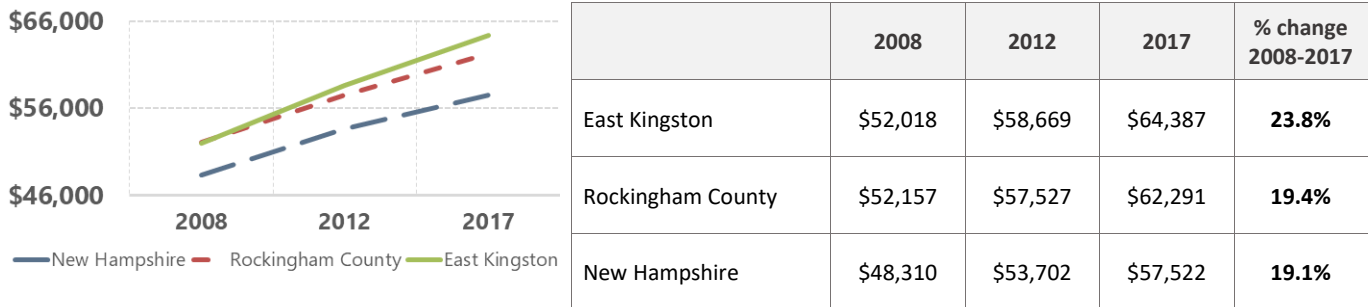 $66,000
$56,000
$46,000
2008 2012 2017
New Hampshire Rockingham County East Kingston
2008 2012 2017 % change
2008-2017
East Kingston $52,018 $58,669 $64,387 23.8%
Rockingham County $52,157 $57,527 $62,291 19.4%
New Hampshire $48,310 $53,702 $57,522 19.1%